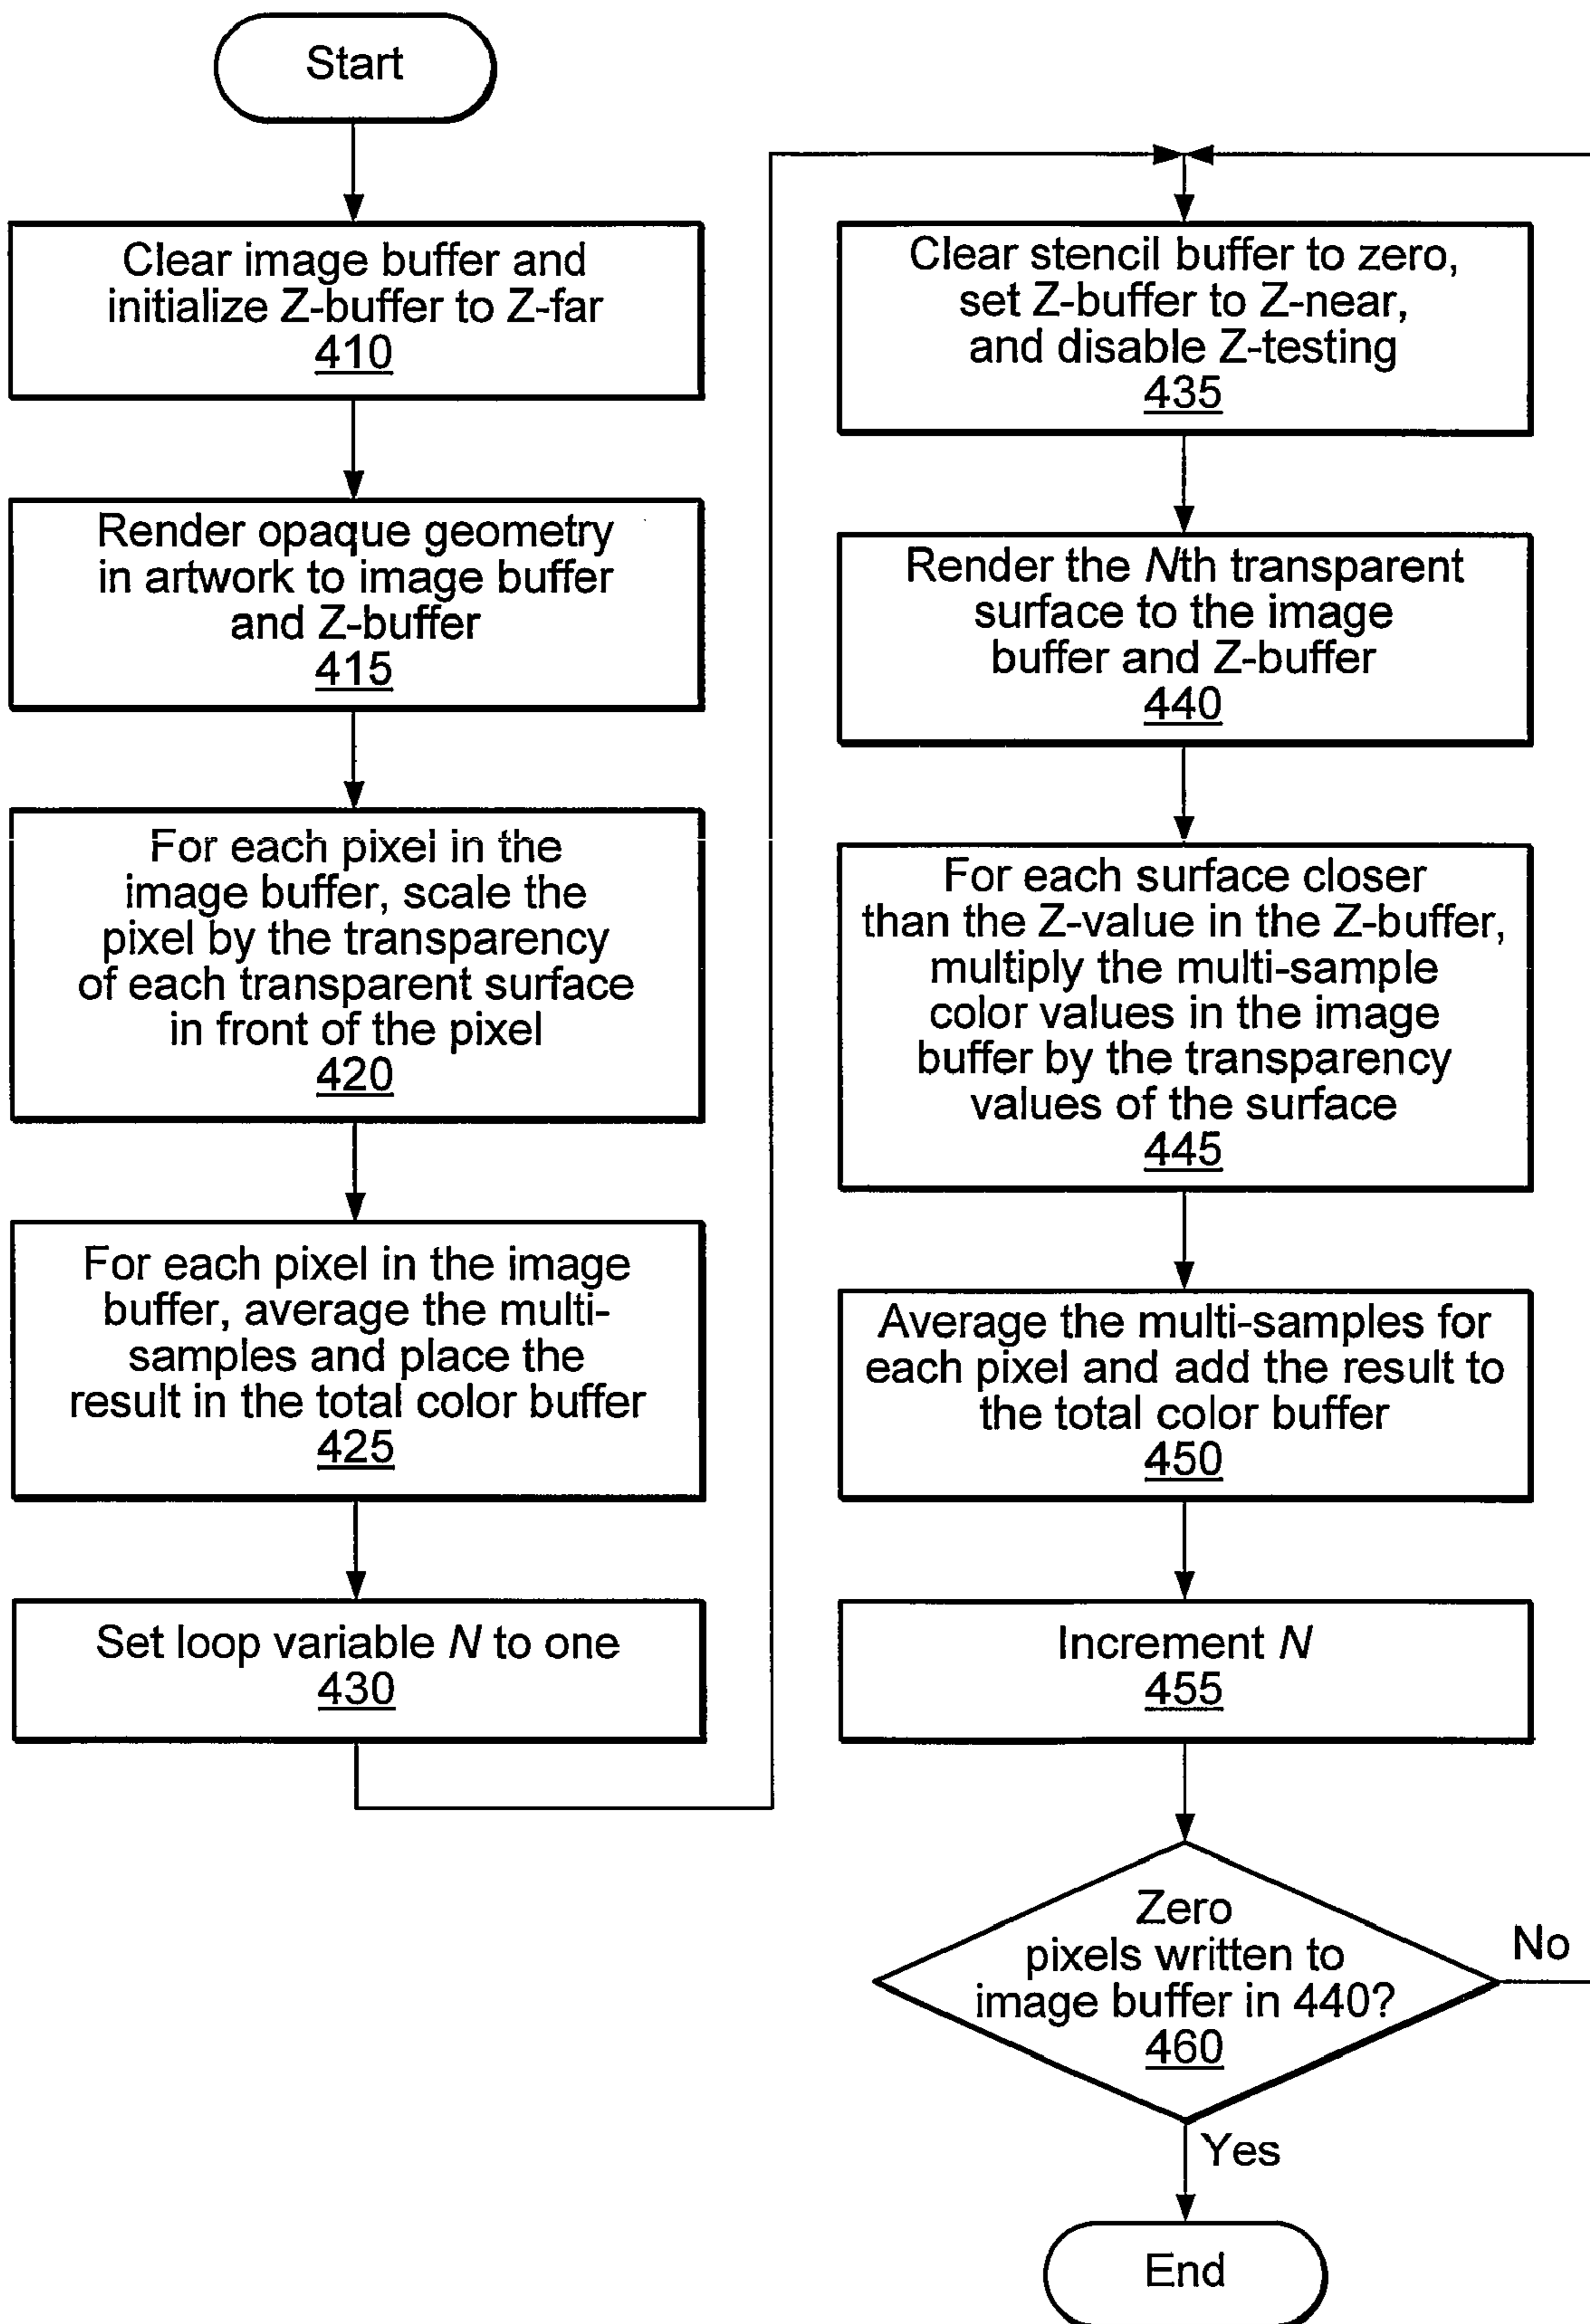 Start
Clear image buffer and
initialize Z-buffer to Z-far
410
Render opaque geometry
in artwork to image buffer
and Z-buffer
415
For each pixel in the
image buffer, scale the
pixel by the transparency
of each transparent surface
in front of the pixel
420
For each pixel in the image
buffer, average the multi-
samples and place the
result in the total color buffer
425
Set loop variable N to one
430
Clear stencil buffer to zero,
set Z-buffer to Z-near,
and disable Z-testing
435
Render the Nth transparent
surface to the image
buffer and Z-buffer
440
For each surface closer
than the Z-value in the Z-buffer,
multiply the multi-sample
color values in the image
buffer by the transparency
values of the surface
445
Average the multi-samples for
each pixel and add the result to
the total color buffer
450
Increment N
455
Zero
pixels written to
image buffer in 440?
460
No
Yes
End